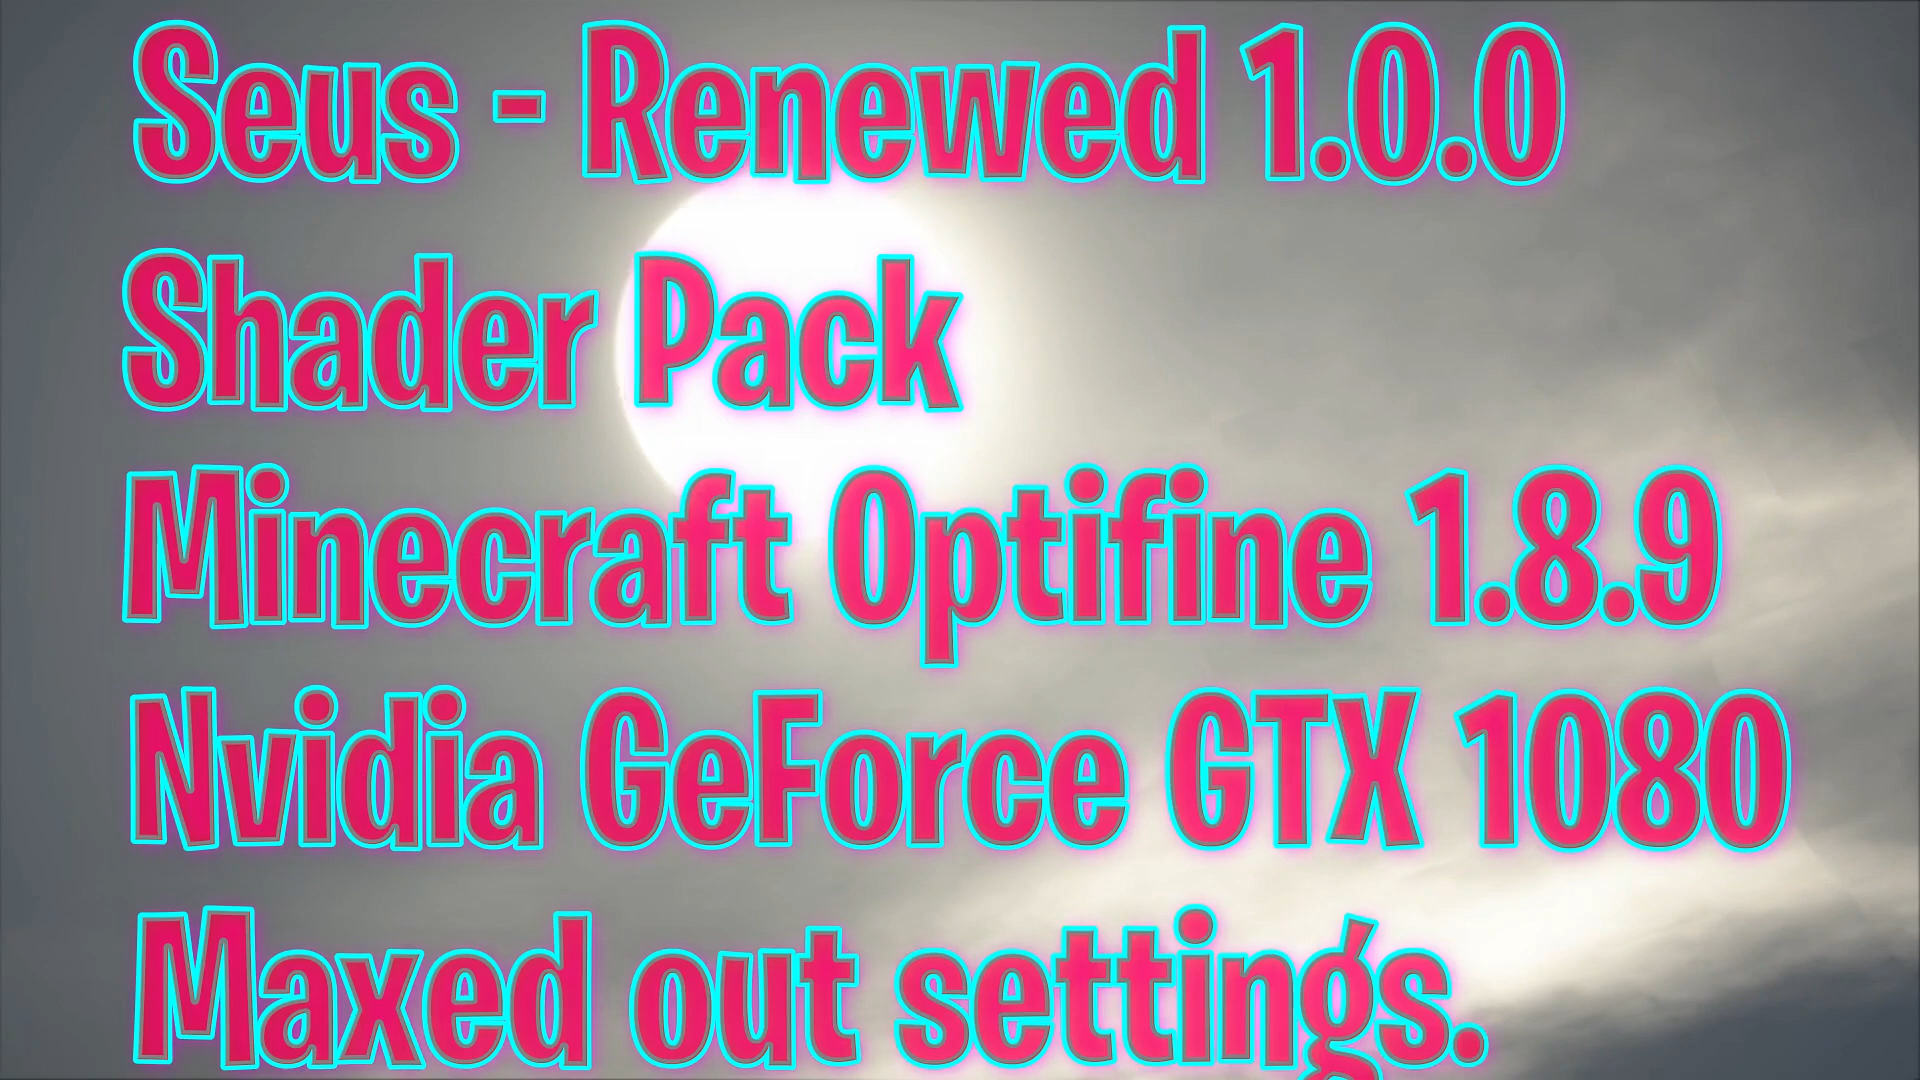 Seus - Renewed 1.0.0
Shader Pack
Minecraft Optifine 1.8.9
Nvidia GeForce GTX 1080
Maxed out settings.